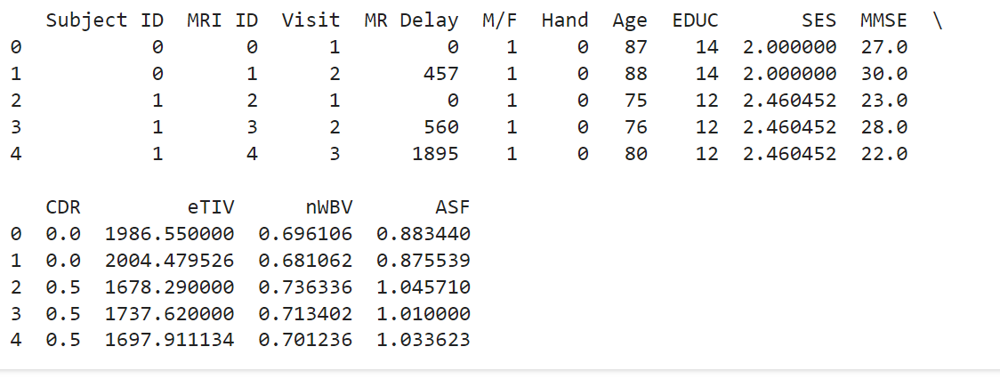 Subject ID MRI ID Visit MR Delay M/F Hand Age EDUC SES MMSE \
0 0 0 1 0 1 0 87 14 2.000000 27.0
1 0 1 2 457 1 0 88 14 2.000000 30.0
2 1 2 1 0 1 0 75 12 2.460452 23.0
3 1 3 2 560 1 0 76 12 2.460452 28.0
4 1 4 3 1895 1 0 80 12 2.460452 22.0
CDR eTIV nWBV ASF
0 0.0 1986.550000 0.696106 0.883440
1 0.0 2004.479526 0.681062 0.875539
2 0.5 1678.290000 0.736336 1.045710
3 0.5 1737.620000 0.713402 1.010000
4 0.5 1697.911134 0.701236 1.033623